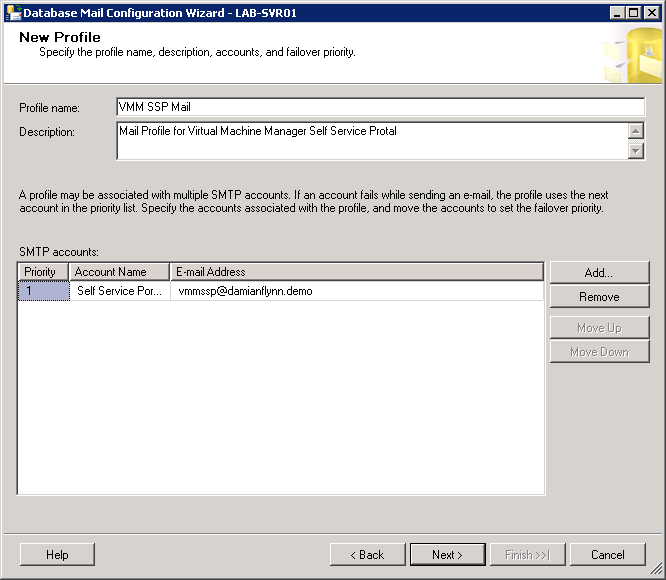 Database Mail Configuration Wizard - LAB-SVR01
New Profile
Specify the profile name, description, accounts, and failover priority.
Profile name: VMM SSP Mail
Description: Mail Profile for Virtual Machine Manager Self Service Protal
A profile may be associated with multiple SMTP accounts. If an account fails while sending an e-mail, the profile uses the next
account in the priority list. Specify the accounts associated with the profile, and move the accounts to set the failover priority.
SMTP accounts:
Priority Account Name E-mail Address
1 Self Service Por... vmmssp@damianflynn.demo
Add...
Remove
Move Up
Move Down
Help < Back Next > Finish >>| Cancel